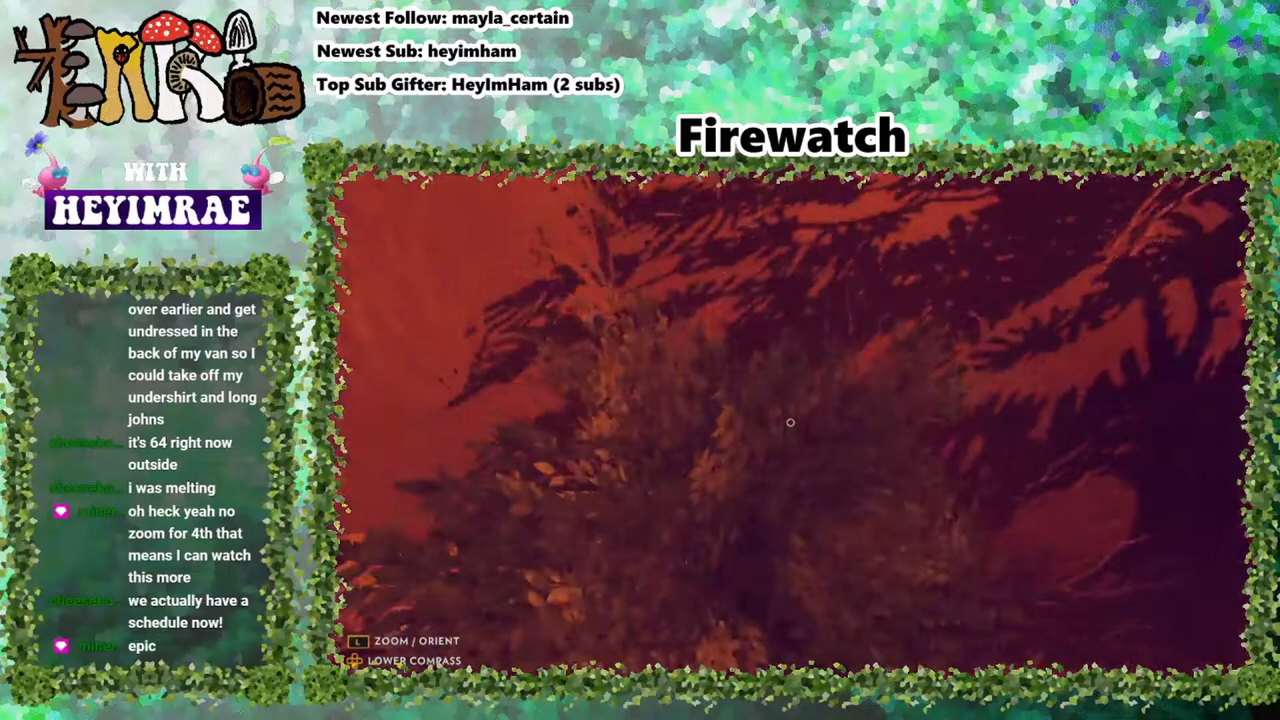 Newest Follow: mayla_certain
Newest Sub: heyimham
Top Sub Gifter: HeyImHam (2 subs)
Firewatch
WITH
HEYIMRAE
over earlier and get
undressed in the
back of my van so I
could take off my
undershirt and long
johns
it's 64 right now
outside
i was melting
oh heck yeah no
zoom for 4th that
means I can watch
this more
we actually have a
schedule now!
epic
L ZOOM / ORIENT
LOWER COMPASS